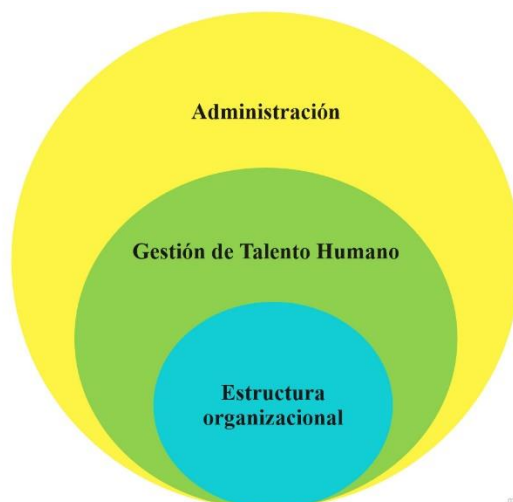 Administración
Gestión de Talento Humano
Estructura
organizacional